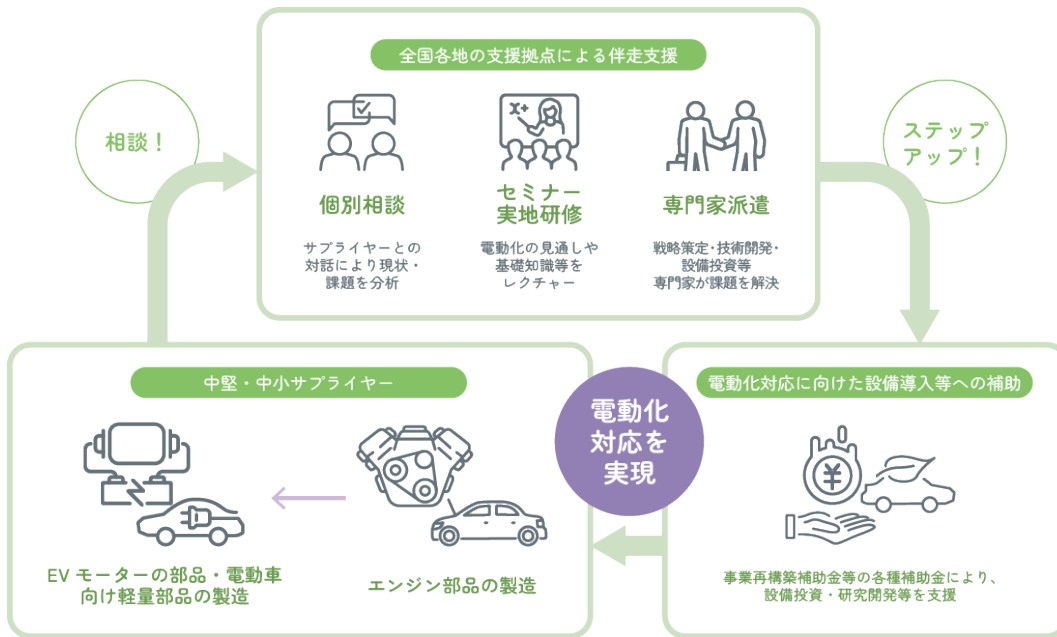 全国各地の支援拠点による伴走支援
相談！
ステップ
アップ！
個別相談
サプライヤーとの
対話により現状・
課題を分析
セミナー
実地研修
電動化の見通しや
基礎知識等を
レクチャー
専門家派遣
戦略策定・技術開発・
設備投資等
専門家が課題を解決
中堅・中小サプライヤー
EV モーターの部品・電動車
向け軽量部品の製造
エンジン部品の製造
電動化
対応を
実現
電動化対応に向けた設備導入等への補助
¥
事業再構築補助金等の各種補助金により、
設備投資・研究開発等を支援